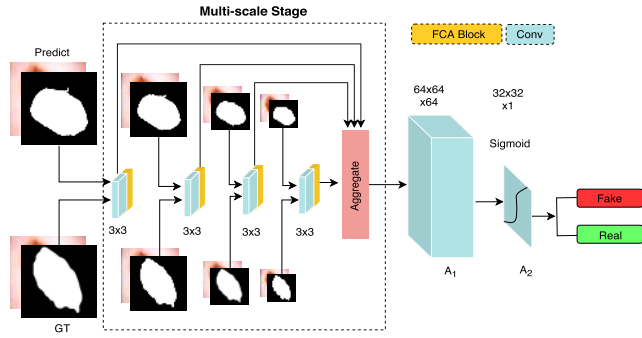 Multi-scale Stage
Predict
FCA Block
Conv
64x64
x64
32x32
x1
Sigmoid
Aggregate
3x3
3x3
3x3
3x3
Fake
Real
A1
A2
GT